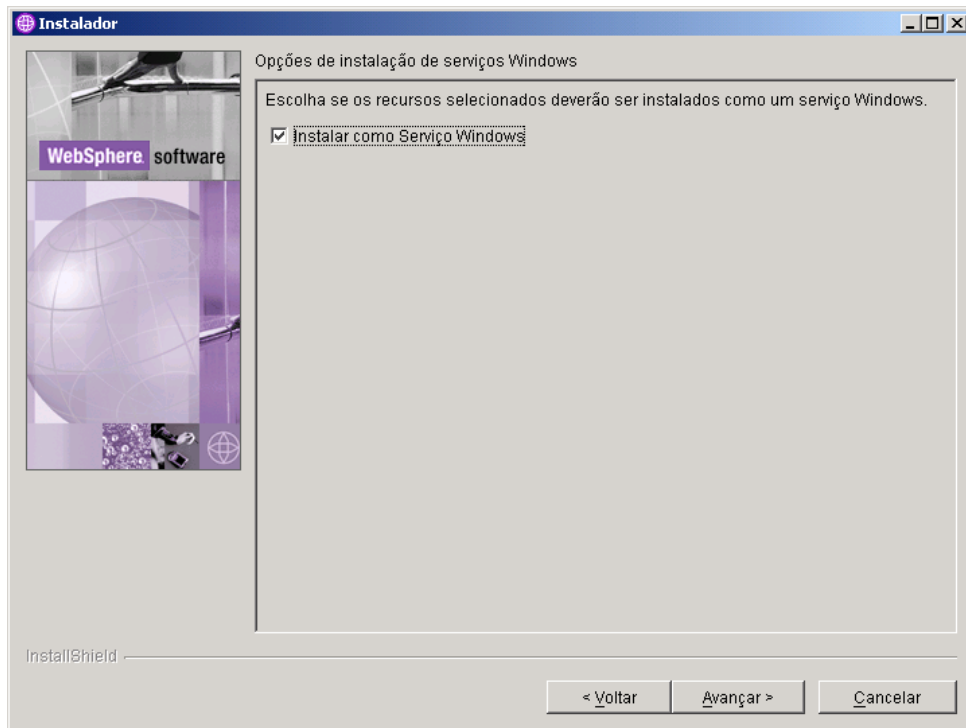 Instalador
WebSphere software
Opções de instalação de serviços Windows
Escolha se os recursos selecionados deverão ser instalados como um serviço Windows.
Instalar como Serviço Windows
InstallShield
< Voltar
Avançar >
Cancelar